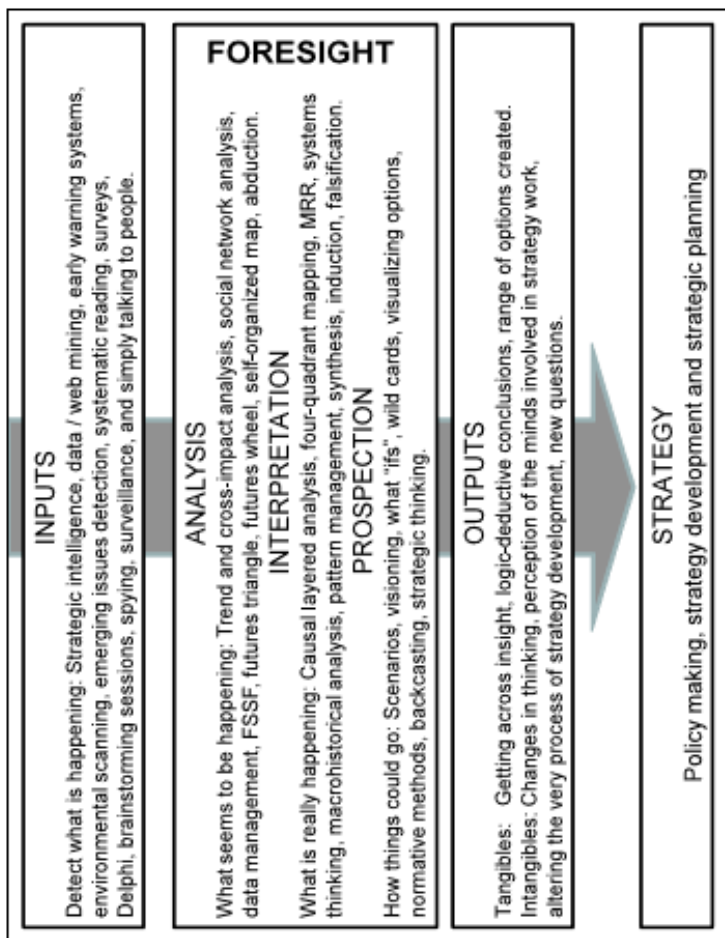 INPUTS
Detect what is happening: Strategic intelligence, data / web mining, early warning systems,
environmental scanning, emerging issues detection, systematic reading, surveys,
Delphi, brainstorming sessions, spying, surveillance, and simply talking to people.
FORESIGHT
ANALYSIS
What seems to be happening: Trend and cross-impact analysis, social network analysis,
data management, FSSF, futures triangle, futures wheel, self-organized map, abduction.
INTERPRETATION
What is really happening: Causal layered analysis, four-quadrant mapping, MRR, systems
thinking, macrohistorical analysis, pattern management, synthesis, induction, falsification.
PROSPECTION
How things could go: Scenarios, visioning, what "ifs", wild cards, visualizing options,
normative methods, backcasting, strategic thinking.
OUTPUTS
Tangibles: Getting across insight, logic-deductive conclusions, range of options created.
Intangibles: Changes in thinking, perception of the minds involved in strategy work,
altering the very process of strategy development, new questions.
STRATEGY
Policy making, strategy development and strategic planning